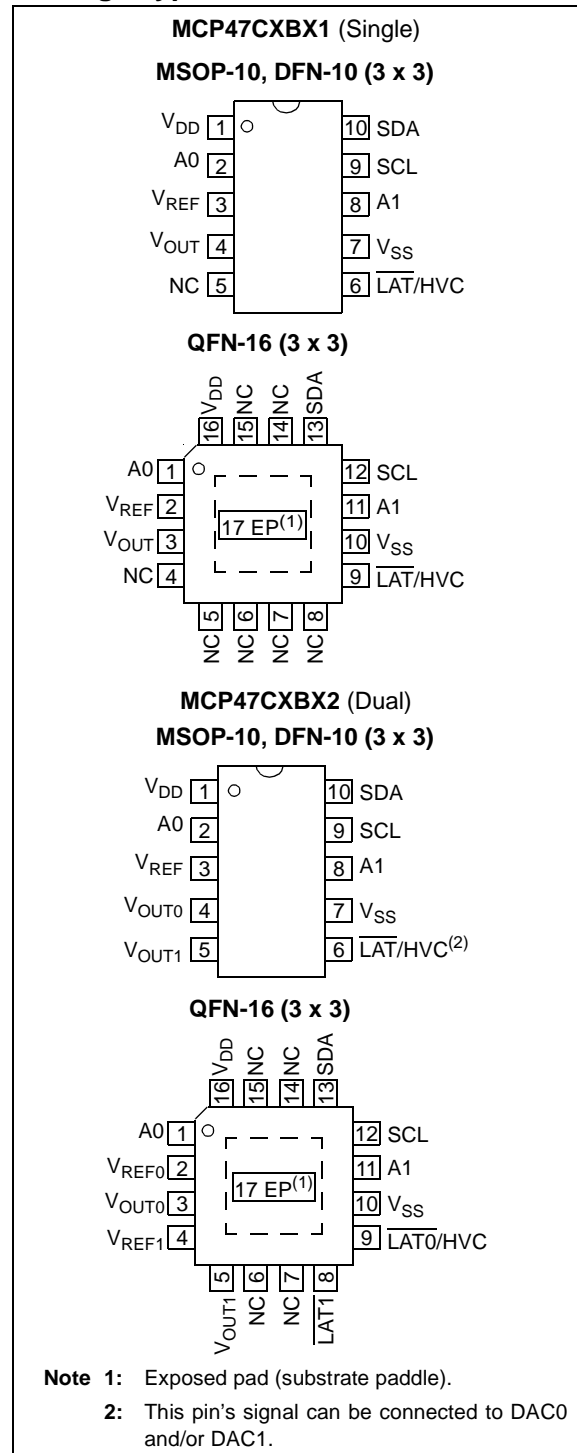 MCP47CXBX1 (Single)
MSOP-10, DFN-10 (3 x 3)
VDD 1 10 SDA
A0 2 9 SCL
VREF 3 8 A1
VOUT 4 7 VSS
NC 5 6 LAT/HVC
QFN-16 (3 x 3)
VDD NC NC SDA
16 15 14 13
A0 1 12 SCL
VREF 2 11 A1
17 EP(1)
VOUT 3 10 VSS
NC 4 9 LAT/HVC
5 6 7 8
NC NC NC NC
MCP47CXBX2 (Dual)
MSOP-10, DFN-10 (3 x 3)
VDD 1 10 SDA
A0 2 9 SCL
VREF 3 8 A1
VOUT0 4 7 VSS
VOUT1 5 6 LAT/HVC(2)
QFN-16 (3 x 3)
VDD NC NC SDA
16 15 14 13
A0 1 12 SCL
VREF0 2 11 A1
17 EP(1)
VOUT0 3 10 VSS
VREF1 4 9 LAT0/HVC
5 6 7 8
VOUT1 NC NC LAT1
Note 1: Exposed pad (substrate paddle).
2: This pin's signal can be connected to DAC0
and/or DAC1.